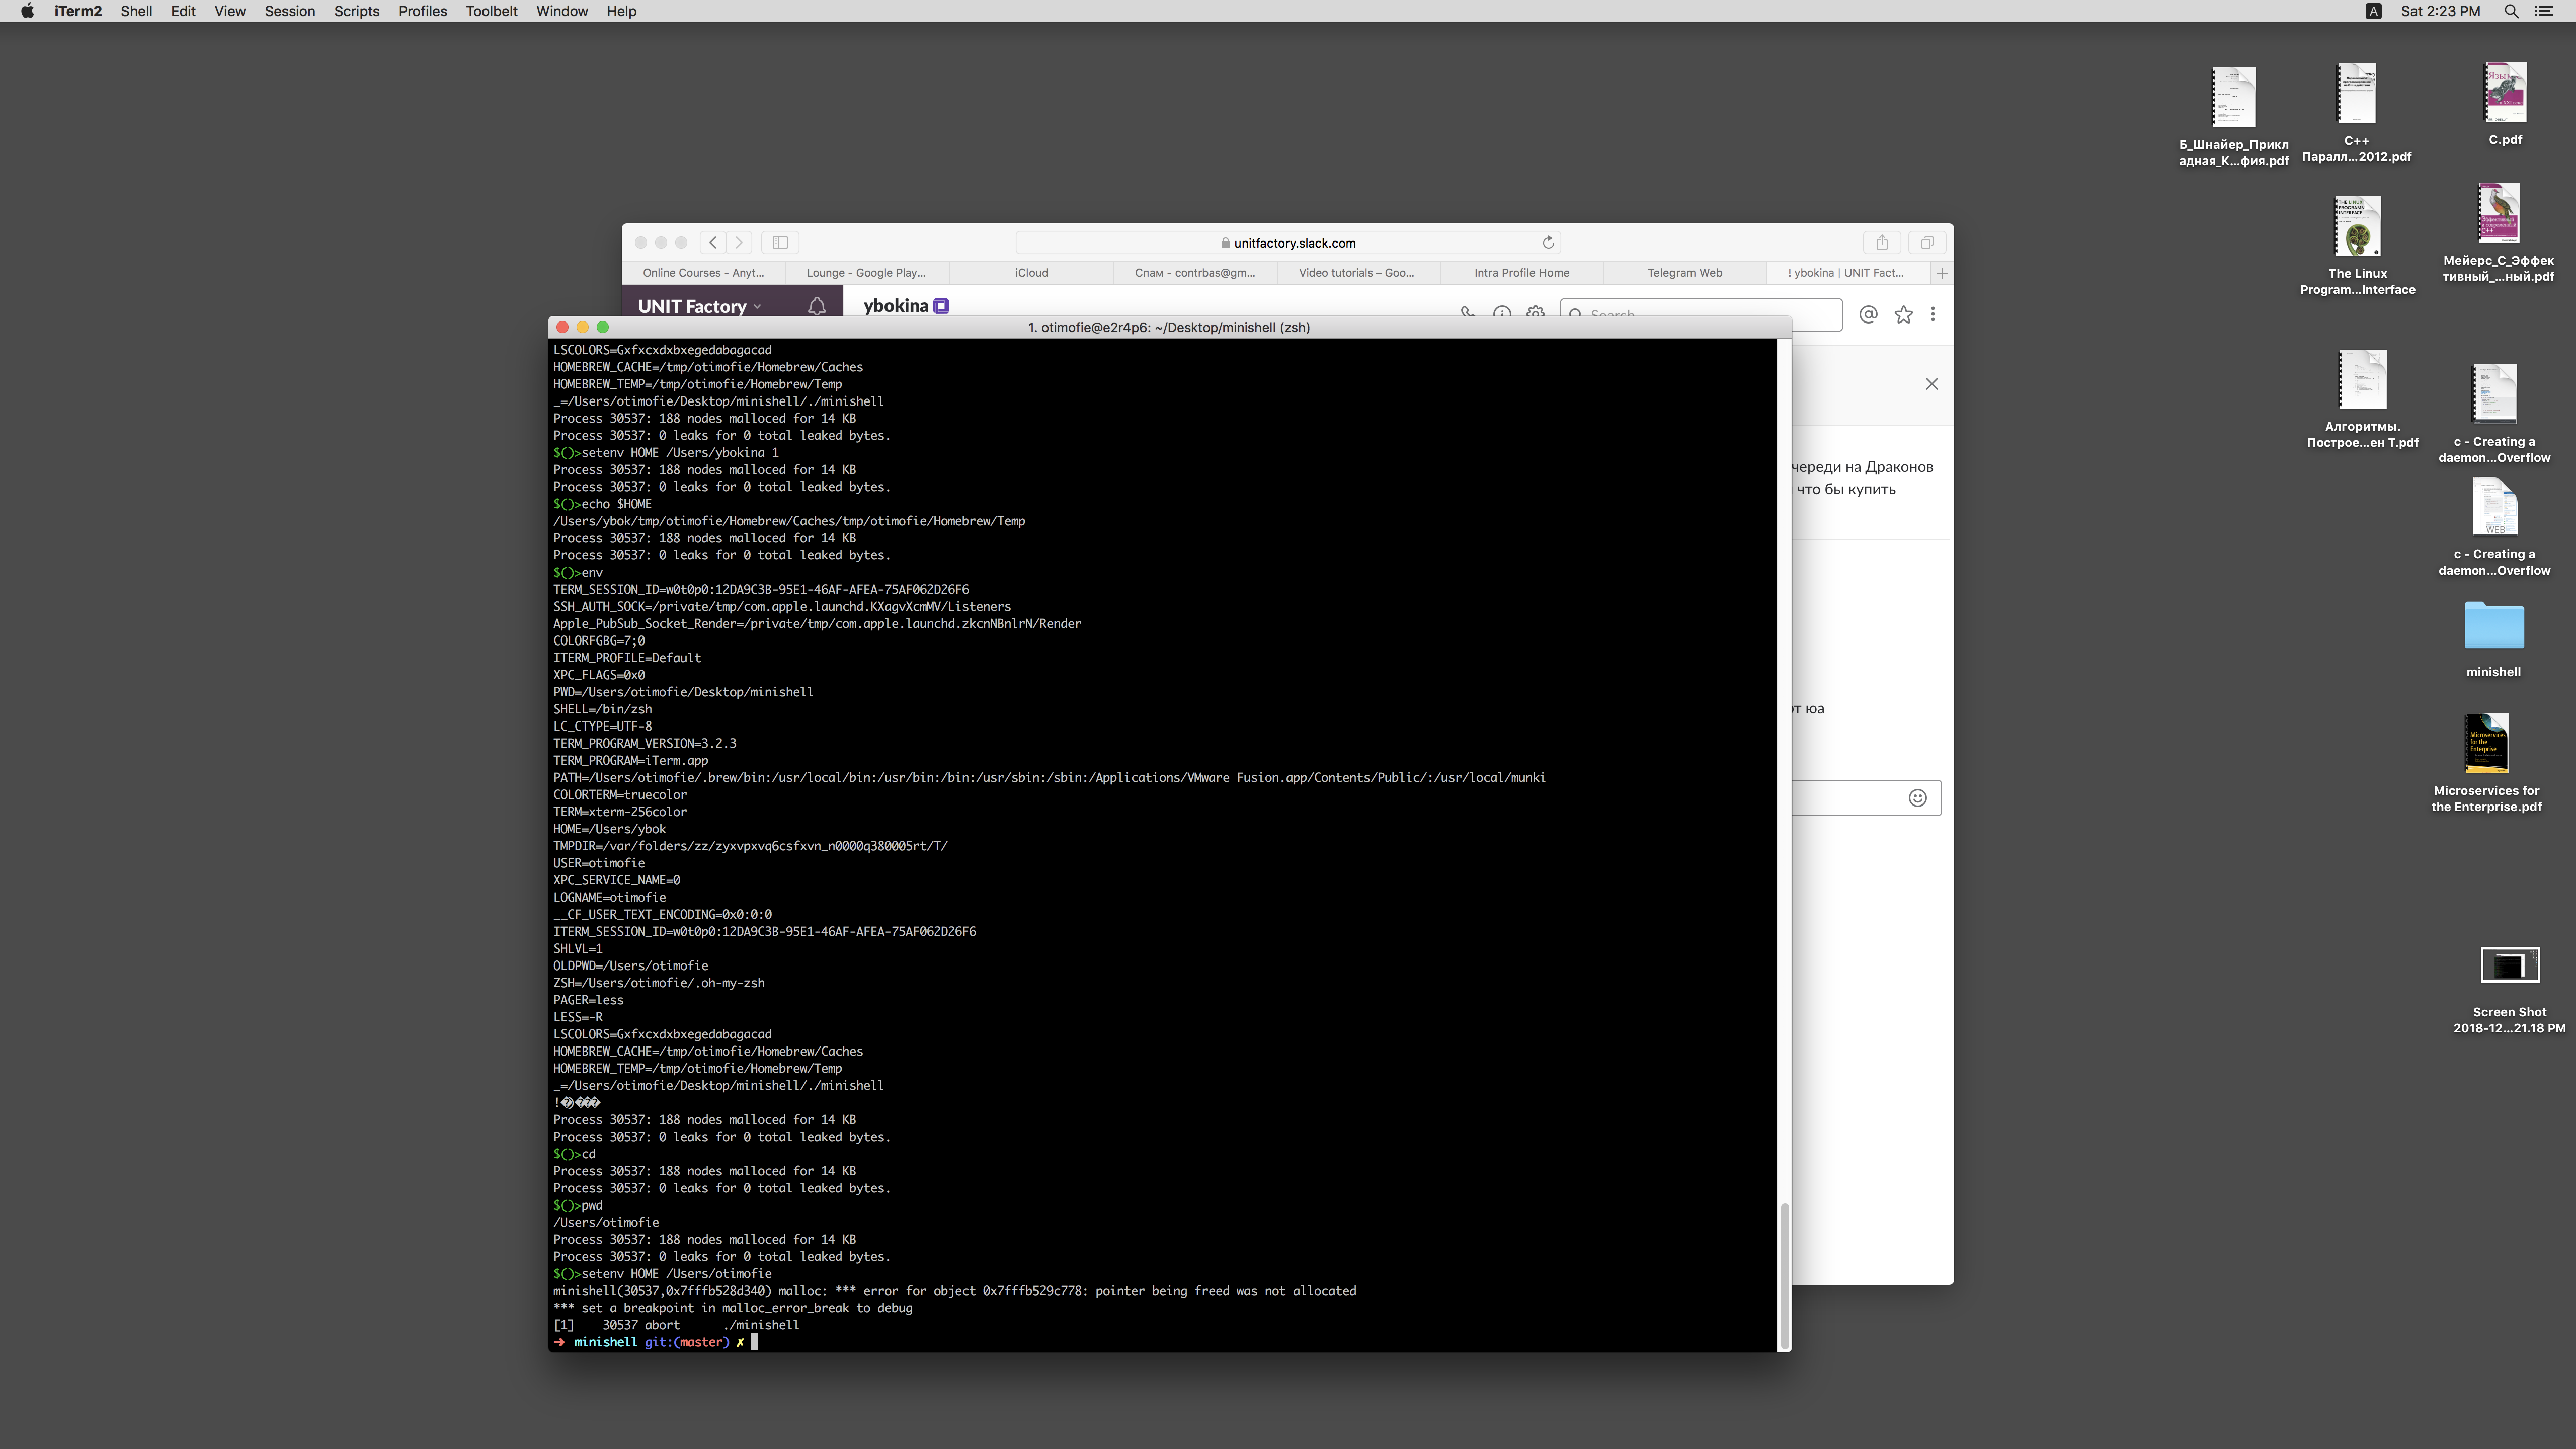 iTerm2 Shell Edit View Session Scripts Profiles Toolbelt Window Help
A Sat 2:23 PM
unitfactory.slack.com
Online Courses - Anyt... Lounge - Google Play... iCloud Спам - contrbas@gm... Video tutorials – Goo... Intra Profile Home Telegram Web ! ybokina | UNIT Fact...
UNIT Factory ybokina Search
1. otimofie@e2r4p6: ~/Desktop/minishell (zsh)
LSCOLORS=Gxfxcxdxbxegedabagacad
HOMEBREW_CACHE=/tmp/otimofie/Homebrew/Caches
HOMEBREW_TEMP=/tmp/otimofie/Homebrew/Temp
_=/Users/otimofie/Desktop/minishell/./minishell
Process 30537: 188 nodes malloced for 14 KB
Process 30537: 0 leaks for 0 total leaked bytes.
$()>setenv HOME /Users/ybokina 1
Process 30537: 188 nodes malloced for 14 KB
Process 30537: 0 leaks for 0 total leaked bytes.
$()>echo $HOME
/Users/ybok/tmp/otimofie/Homebrew/Caches/tmp/otimofie/Homebrew/Temp
Process 30537: 188 nodes malloced for 14 KB
Process 30537: 0 leaks for 0 total leaked bytes.
$()>env
TERM_SESSION_ID=w0t0p0:12DA9C3B-95E1-46AF-AFEA-75AF062D26F6
SSH_AUTH_SOCK=/private/tmp/com.apple.launchd.KXagvXcmMV/Listeners
Apple_PubSub_Socket_Render=/private/tmp/com.apple.launchd.zkcnNBnlrN/Render
COLORFGBG=7;0
ITERM_PROFILE=Default
XPC_FLAGS=0x0
PWD=/Users/otimofie/Desktop/minishell
SHELL=/bin/zsh
LC_CTYPE=UTF-8
TERM_PROGRAM_VERSION=3.2.3
TERM_PROGRAM=iTerm.app
PATH=/Users/otimofie/.brew/bin:/usr/local/bin:/usr/bin:/bin:/usr/sbin:/sbin:/Applications/VMware Fusion.app/Contents/Public/:/usr/local/munki
COLORTERM=truecolor
TERM=xterm-256color
HOME=/Users/ybok
TMPDIR=/var/folders/zz/zyxvpxvq6csfxvn_n0000q380005rt/T/
USER=otimofie
XPC_SERVICE_NAME=0
LOGNAME=otimofie
__CF_USER_TEXT_ENCODING=0x0:0:0
ITERM_SESSION_ID=w0t0p0:12DA9C3B-95E1-46AF-AFEA-75AF062D26F6
SHLVL=1
OLDPWD=/Users/otimofie
ZSH=/Users/otimofie/.oh-my-zsh
PAGER=less
LESS=-R
LSCOLORS=Gxfxcxdxbxegedabagacad
HOMEBREW_CACHE=/tmp/otimofie/Homebrew/Caches
HOMEBREW_TEMP=/tmp/otimofie/Homebrew/Temp
_=/Users/otimofie/Desktop/minishell/./minishell
Process 30537: 188 nodes malloced for 14 KB
Process 30537: 0 leaks for 0 total leaked bytes.
$()>cd
Process 30537: 188 nodes malloced for 14 KB
Process 30537: 0 leaks for 0 total leaked bytes.
$()>pwd
/Users/otimofie
Process 30537: 188 nodes malloced for 14 KB
Process 30537: 0 leaks for 0 total leaked bytes.
$()>setenv HOME /Users/otimofie
minishell(30537,0x7fffb528d340) malloc: *** error for object 0x7fffb529c778: pointer being freed was not allocated
*** set a breakpoint in malloc_error_break to debug
[1]    30537 abort      ./minishell
➜  minishell git:(master) ✗
череди на Драконов
что бы купить
от юа
Б_Шнайер_Прикл
адная_К...фия.pdf
C++
Паралл...2012.pdf
C.pdf
THE LINUX
PROGRAMMING
INTERFACE
The Linux
Program...Interface
Мейерс_С_Эффек
тивный_...ный.pdf
Алгоритмы.
Построе...ен Т.pdf
c - Creating a
daemon...Overflow
WEB
c - Creating a
daemon...Overflow
minishell
Microservices
for the
Enterprise
Microservices for
the Enterprise.pdf
Screen Shot
2018-12...21.18 PM